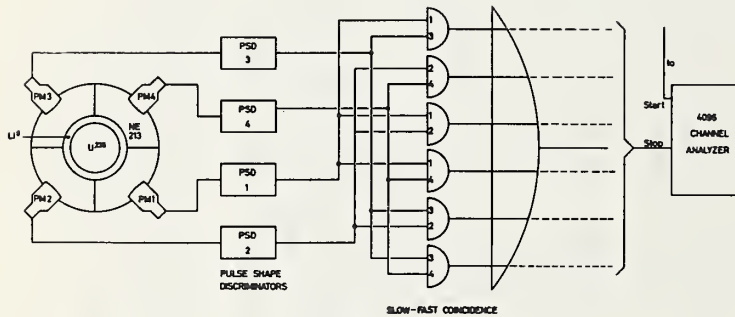 PSD
3
PM3
PM4
NE
213
Li⁶
U²³⁵
PM2
PM1
PSD
4
PSD
1
PSD
2
PULSE SHAPE
DISCRIMINATORS
1
3
2
4
1
2
1
4
3
2
3
4
SLOW-FAST COINCIDENCE
to
Start
Stop
4096
CHANNEL
ANALYZER